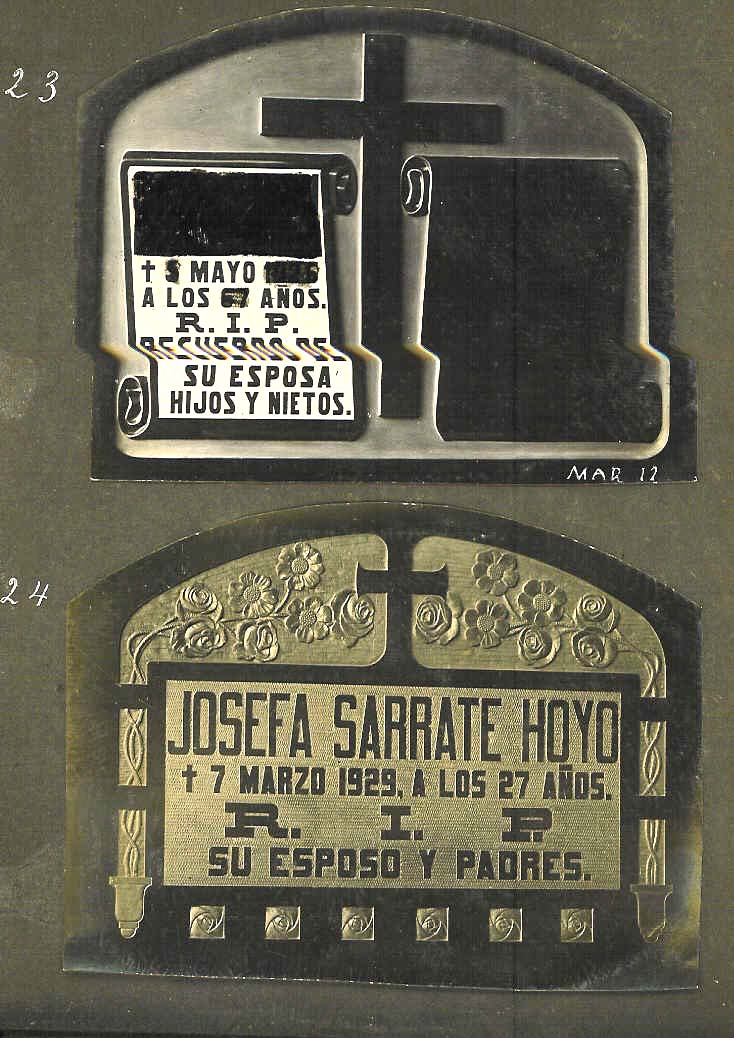 23
† MAYO
A LOS AÑOS.
R. I. P.
RECUERDO DE
SU ESPOSA
HIJOS Y NIETOS.
MAR 12
24
JOSEFA SARRATE HOYO
† 7 MARZO 1929, A LOS 27 AÑOS.
R. I. P.
SU ESPOSO Y PADRES.